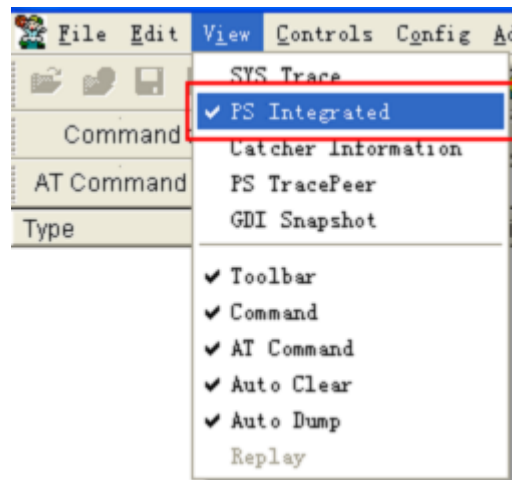 File Edit View Controls Config
SYS Trace
PS Integrated
Command
Catcher Information
AT Command
PS TracePeer
Type
GDI Snapshot
Toolbar
Command
AT Command
Auto Clear
Auto Dump
Replay